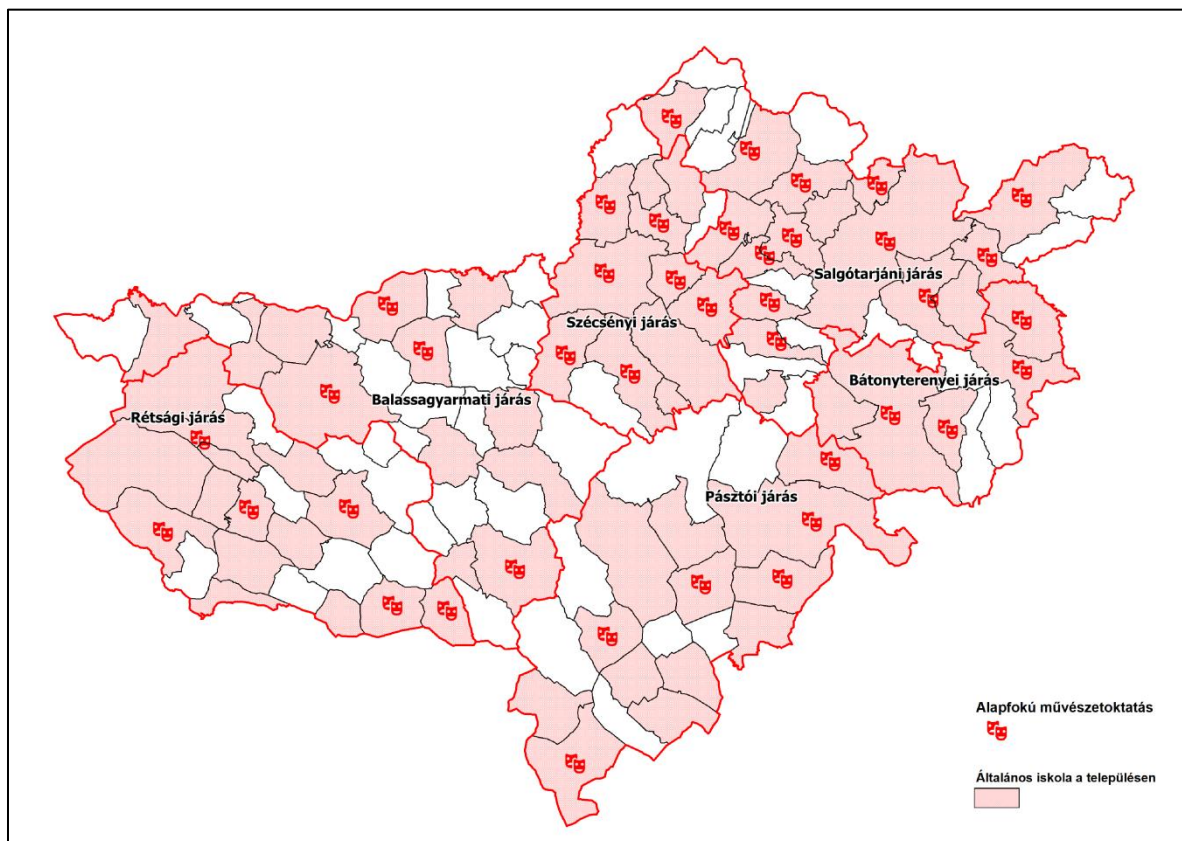 Salgótarjáni járás
Szécsényi járás
Bátonyterenyei járás
Balassagyarmati járás
Rétsági járás
Pásztói járás
Alapfokú művészetoktatás
Általános iskola a településen